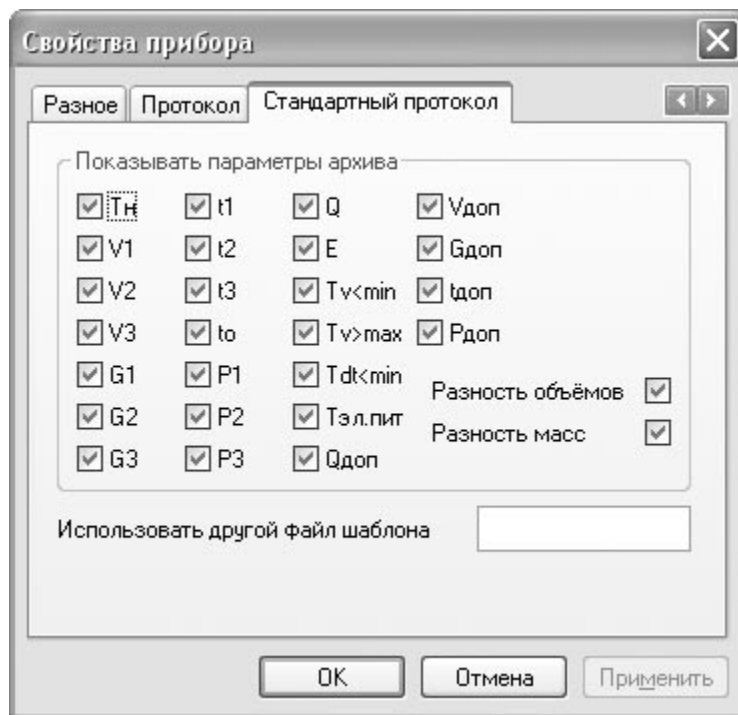 Свойства прибора
Разное Протокол Стандартный протокол
Показывать параметры архива
Тн t1 Q Vдоп
V1 t2 E Gдоп
V2 t3 Tv<min tдоп
V3 to Tv>max Pдоп
G1 P1 Tdt<min
Разность объёмов
G2 P2 Tэл.пит
Разность масс
G3 P3 Qдоп
Использовать другой файл шаблона
OK Отмена Применить